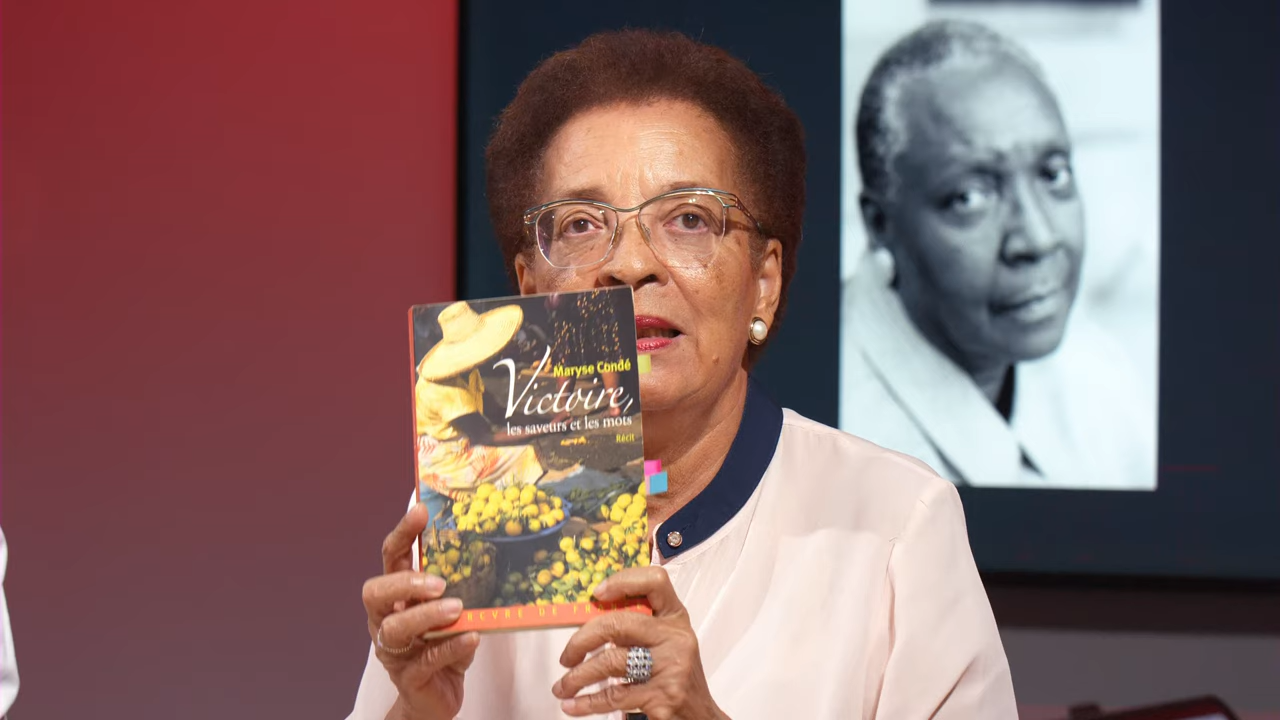 Maryse Condé
Victoire,
les saveurs et les mots
Récit